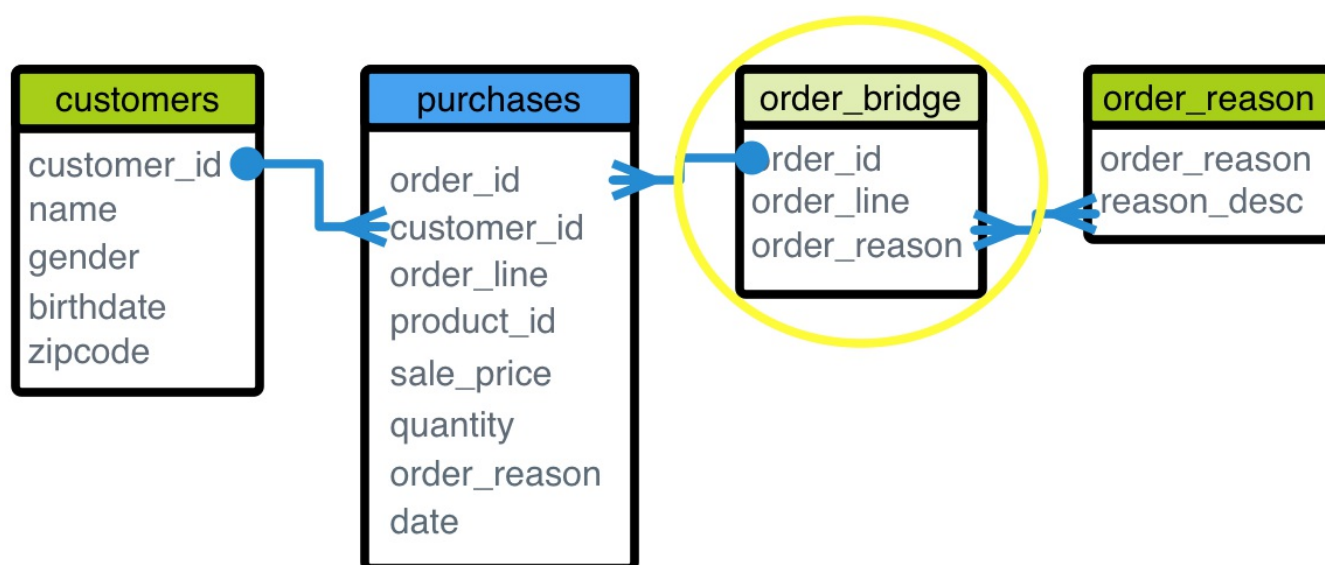 customers
customer_id
name
gender
birthdate
zipcode
purchases
order_id
customer_id
order_line
product_id
sale_price
quantity
order_reason
date
order_bridge
order_id
order_line
order_reason
order_reason
order_reason
reason_desc